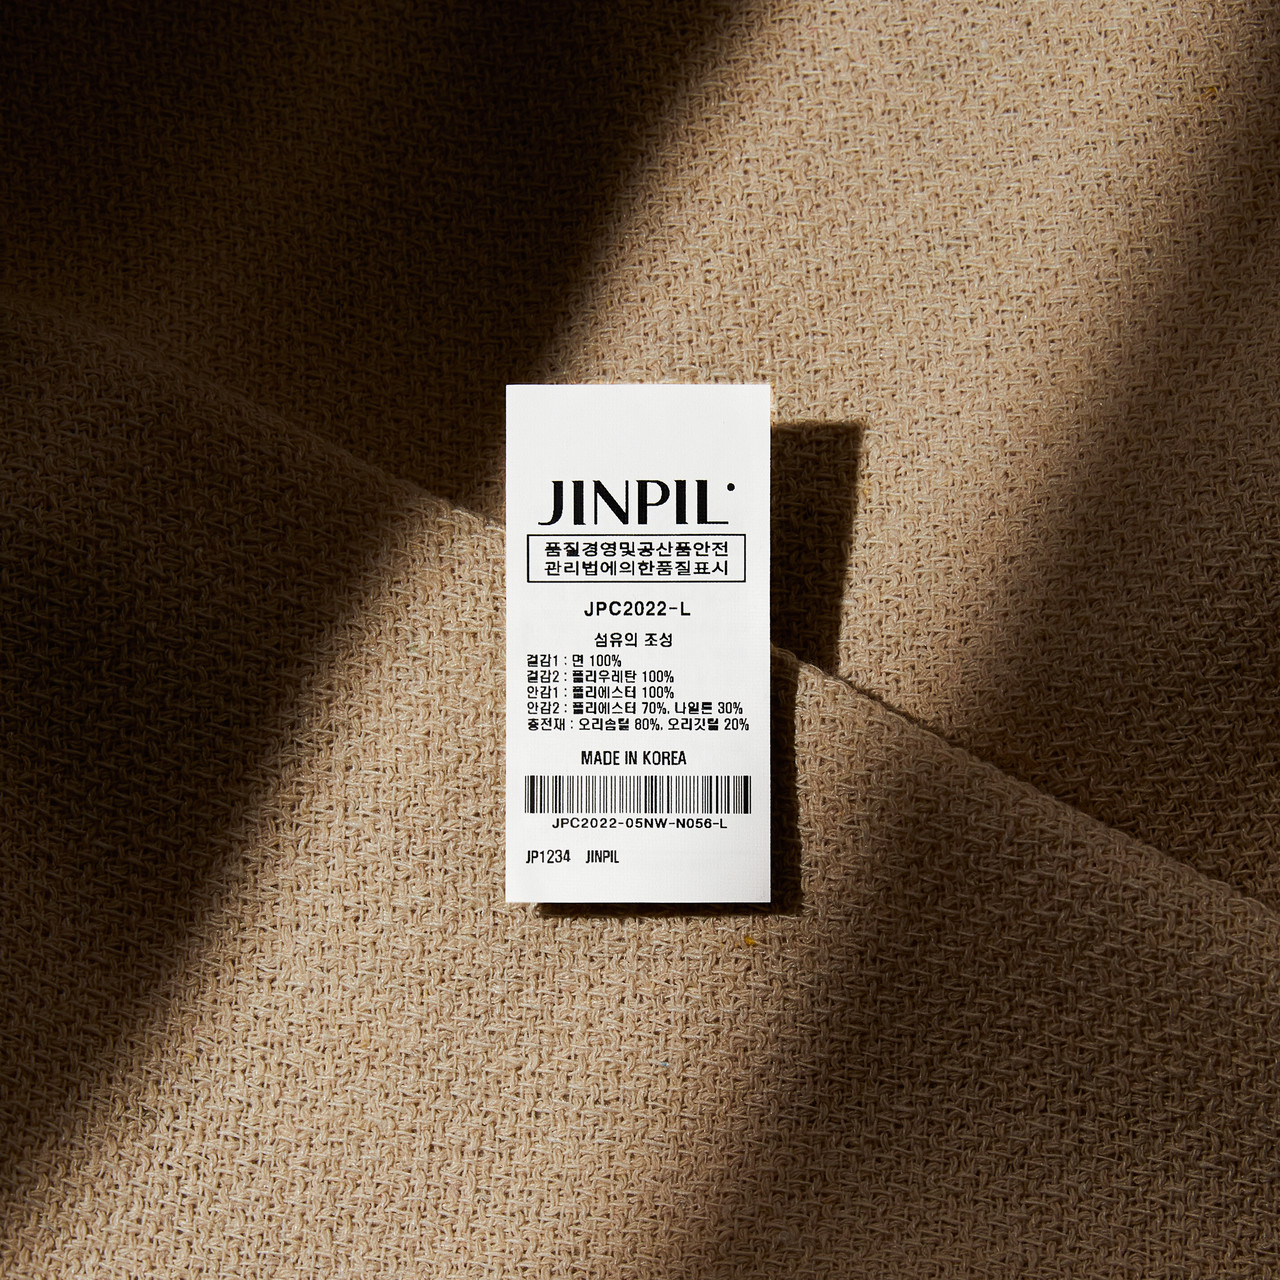 JINPIL
품질경영및공산품안전
관리법에의한품질표시
JPC2022-L
섬유의 조성
겉감1 : 면 100%
겉감2 : 폴리우레탄 100%
안감1 : 폴리에스터 100%
안감2 : 폴리에스터 70%, 나일론 30%
충전재 : 오리솜털 80%, 오리깃털 20%
MADE IN KOREA
JPC2022-05NW-N056-L
JP1234 JINPIL